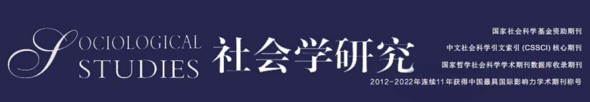 SOCIOLOGICAL
STUDIES
社会学研究
国家社会科学基金资助期刊
中文社会科学引文索引 (CSSCI) 核心期刊
国家哲学社会科学学术期刊数据库收录期刊
2012-2022年连续11年获得中国最具国际影响力学术期刊称号